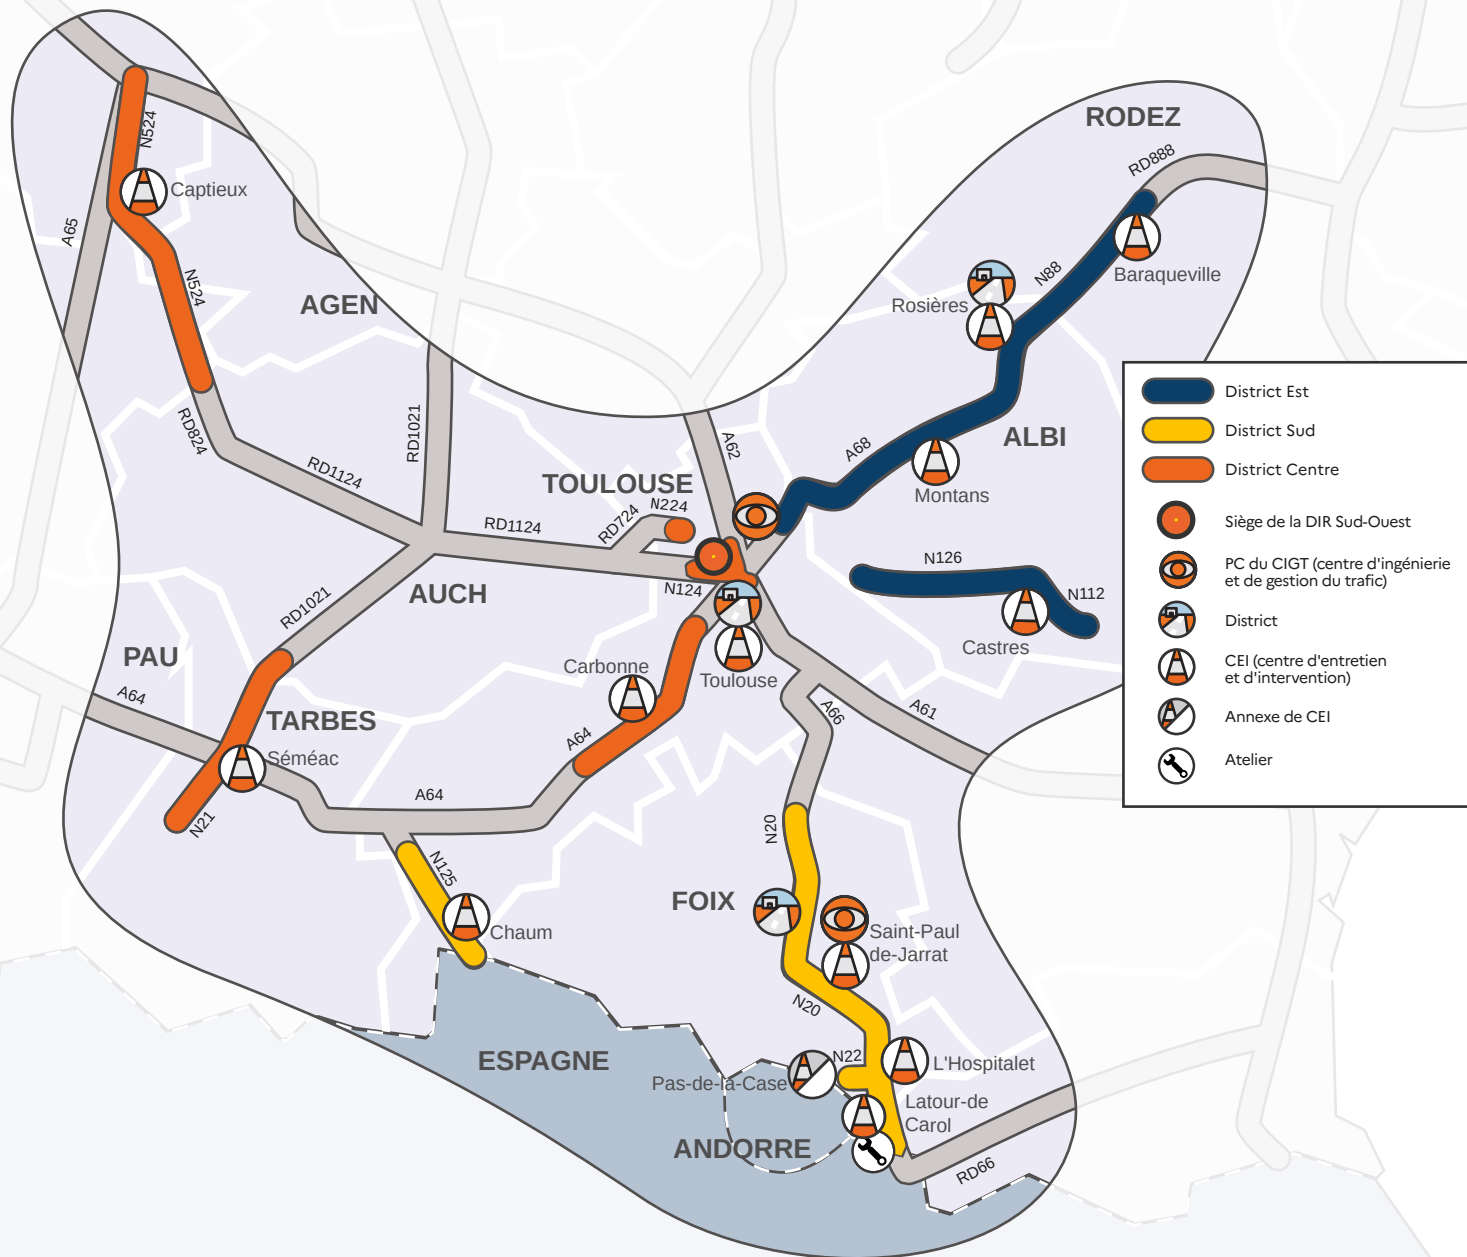 RODEZ
RD888
N524
Captieux
A65
N88
Baraqueville
N524
AGEN
Rosières
District Est
District Sud
District Centre
Siège de la DIR Sud-Ouest
PC du CIGT (centre d'ingénierie
et de gestion du trafic)
District
CEI (centre d'entretien
et d'intervention)
Annexe de CEI
Atelier
RD824
RD1021
A62
A68
ALBI
RD1124
TOULOUSE
Montans
N224
RD724
RD1124
N126
N124
N112
AUCH
RD1021
Castres
PAU
Carbonne
Toulouse
A64
TARBES
A66
A61
Séméac
A64
A64
N21
N20
N125
FOIX
Chaum
Saint-Paul
de-Jarrat
N20
ESPAGNE
N22
L'Hospitalet
Pas-de-la-Case
Latour-de
Carol
ANDORRE
RD66